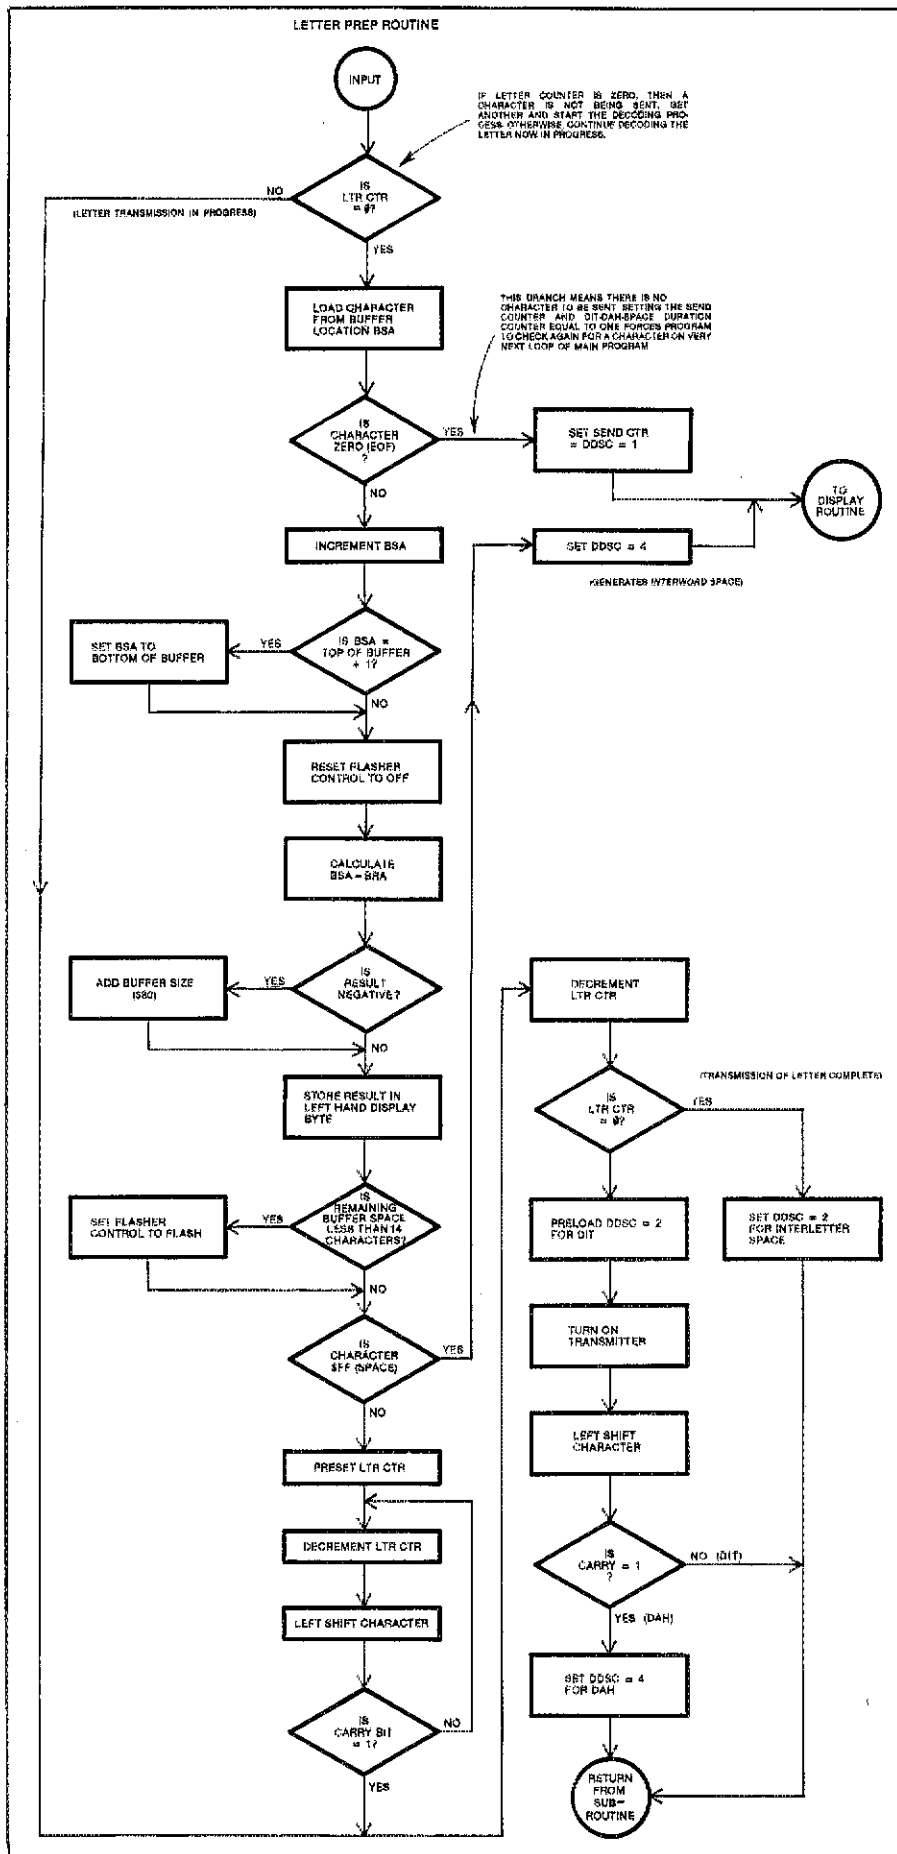 LETTER PREP ROUTINE
INPUT
IF LETTER COUNTER IS ZERO, THEN A
CHARACTER IS NOT BEING SENT. GET
ANOTHER AND START THE DECODING PRO-
CESS. OTHERWISE, CONTINUE DECODING THE
LETTER NOW IN PROGRESS.
IS
LTR CTR
= 0?
NO
(LETTER TRANSMISSION IN PROGRESS)
YES
LOAD CHARACTER
FROM BUFFER
LOCATION BSA
THIS BRANCH MEANS THERE IS NO
CHARACTER TO BE SENT. SETTING THE SEND
COUNTER AND DIT-DAH-SPACE DURATION
COUNTER EQUAL TO ONE FORCES PROGRAM
TO CHECK AGAIN FOR A CHARACTER ON VERY
NEXT LOOP OF MAIN PROGRAM
IS
CHARACTER
ZERO (EOF)
?
YES
SET SEND CTR
= DDSC = 1
TO
DISPLAY
ROUTINE
NO
INCREMENT BSA
SET DDSC = 4
(GENERATES INTERWORD SPACE)
IS BSA =
TOP OF BUFFER
+ 1?
YES
SET BSA TO
BOTTOM OF BUFFER
NO
RESET FLASHER
CONTROL TO OFF
CALCULATE
BSA - BRA
IS
RESULT
NEGATIVE?
YES
ADD BUFFER SIZE
($80)
NO
STORE RESULT IN
LEFT HAND DISPLAY
BYTE
IS
REMAINING
BUFFER SPACE
LESS THAN 14
CHARACTERS?
YES
SET FLASHER
CONTROL TO FLASH
NO
IS
CHARACTER
$FF (SPACE)
YES
NO
PRESET LTR CTR
DECREMENT LTR CTR
LEFT SHIFT CHARACTER
IS
CARRY BIT
= 1?
NO
YES
DECREMENT
LTR CTR
(TRANSMISSION OF LETTER COMPLETE)
IS
LTR CTR
= 0?
YES
PRELOAD DDSC = 2
FOR DIT
SET DDSC = 2
FOR INTERLETTER
SPACE
TURN ON
TRANSMITTER
LEFT SHIFT
CHARACTER
IS
CARRY = 1
?
NO (DIT)
YES (DAH)
SET DDSC = 4
FOR DAH
RETURN
FROM
SUB-
ROUTINE